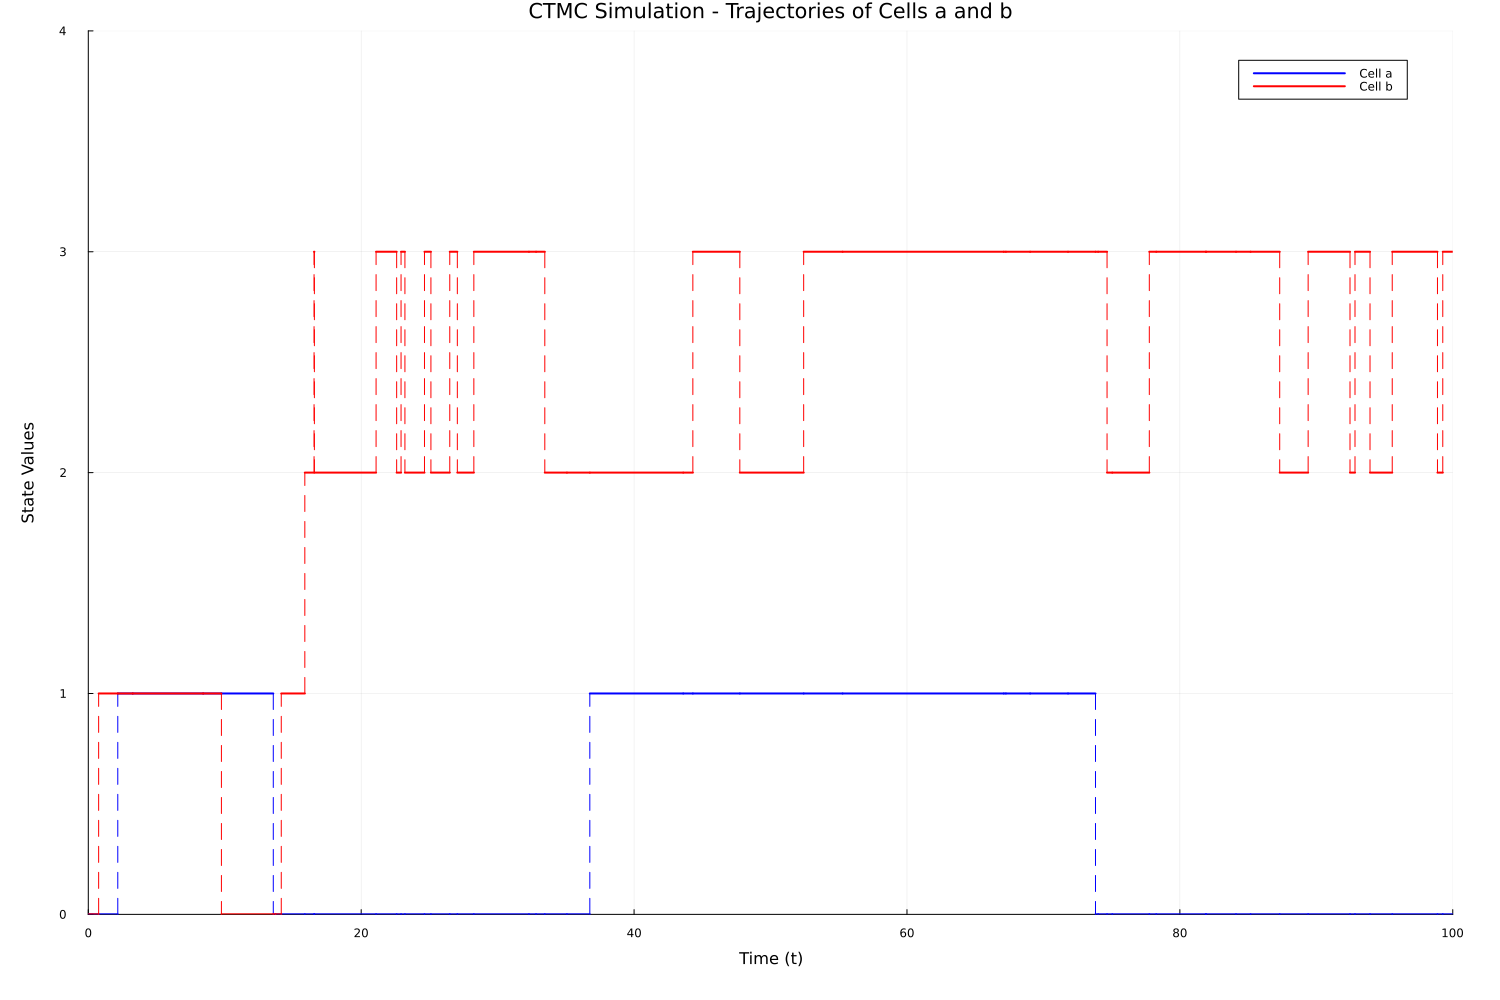 CTMC Simulation - Trajectories of Cells a and b
4
Cell a
Cell b
3
State Values
2
1
0
0 20 40 60 80 100
Time (t)